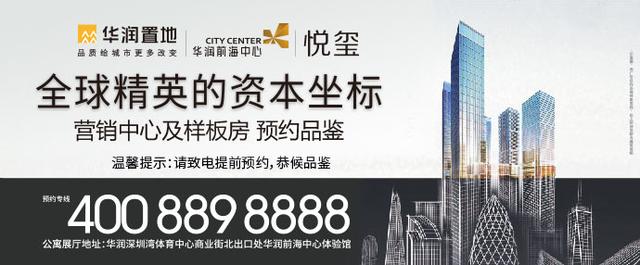 华润置地
品质给城市更多改变
CITY CENTER
华润前海中心
悦玺
全球精英的资本坐标
营销中心及样板房 预约品鉴
温馨提示:请致电提前预约,恭候品鉴
预约专线
400 889 8888
公寓展厅地址:华润深圳湾体育中心商业街北出口处华润前海中心体验馆